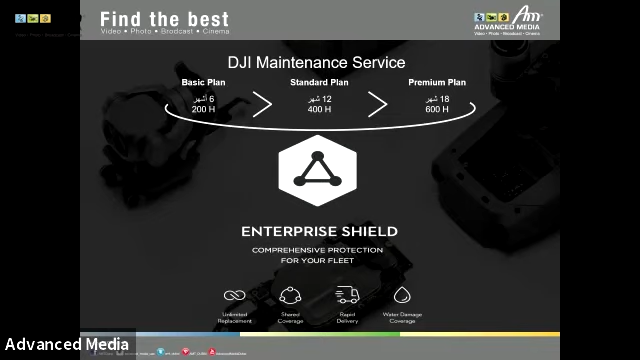 Find the best
Video • Photo • Brodcast • Cinema
Am
ADVANCED MEDIA
Video • Photo • Broadcast • Cinema
DJI Maintenance Service
Basic Plan
6 أشهر
200 H
Standard Plan
12 شهر
400 H
Premium Plan
18 شهر
600 H
ENTERPRISE SHIELD
COMPREHENSIVE PROTECTION
FOR YOUR FLEET
Unlimited
Replacement
Shared
Coverage
Rapid
Delivery
Water Damage
Coverage
Advanced Media